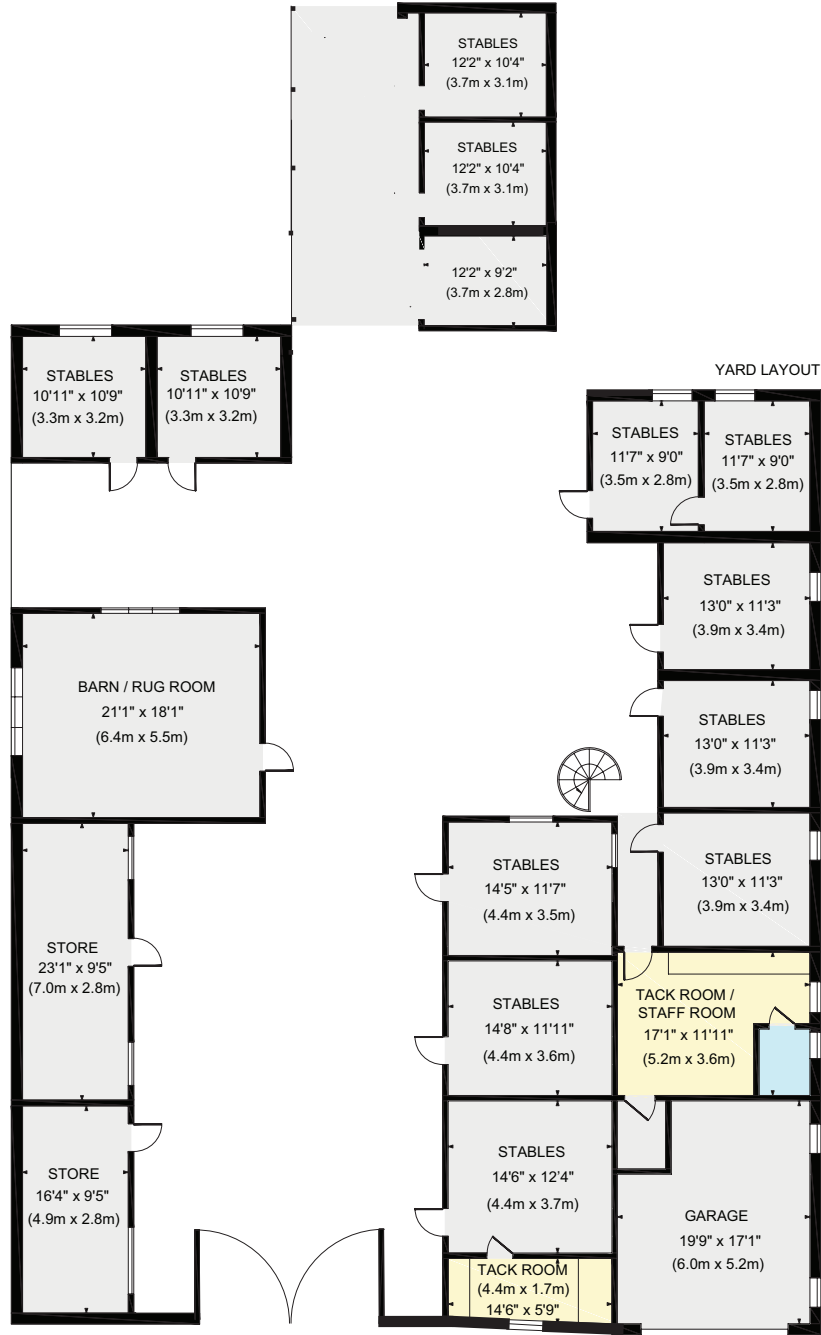 STABLES
12'2" x 10'4"
(3.7m x 3.1m)
STABLES
12'2" x 10'4"
(3.7m x 3.1m)
12'2" x 9'2"
(3.7m x 2.8m)
STABLES
10'11" x 10'9"
(3.3m x 3.2m)
STABLES
10'11" x 10'9"
(3.3m x 3.2m)
YARD LAYOUT
STABLES
11'7" x 9'0"
(3.5m x 2.8m)
STABLES
11'7" x 9'0"
(3.5m x 2.8m)
STABLES
13'0" x 11'3"
(3.9m x 3.4m)
BARN / RUG ROOM
21'1" x 18'1"
(6.4m x 5.5m)
STABLES
13'0" x 11'3"
(3.9m x 3.4m)
STABLES
13'0" x 11'3"
(3.9m x 3.4m)
STABLES
14'5" x 11'7"
(4.4m x 3.5m)
STORE
23'1" x 9'5"
(7.0m x 2.8m)
STABLES
14'8" x 11'11"
(4.4m x 3.6m)
TACK ROOM /
STAFF ROOM
17'1" x 11'11"
(5.2m x 3.6m)
STABLES
14'6" x 12'4"
(4.4m x 3.7m)
STORE
16'4" x 9'5"
(4.9m x 2.8m)
GARAGE
19'9" x 17'1"
(6.0m x 5.2m)
TACK ROOM
(4.4m x 1.7m)
14'6" x 5'9"